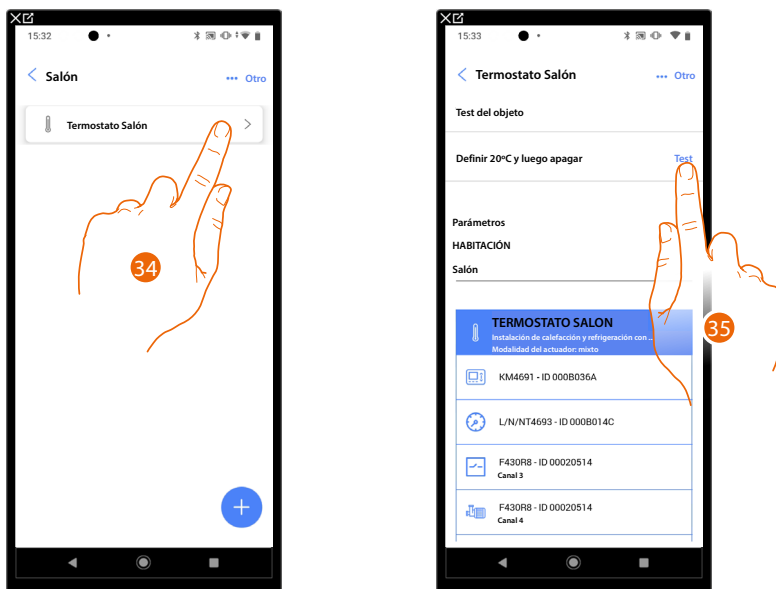 15:32
Salón
••• Otro
Termostato Salón
34
15:33
Termostato Salón
••• Otro
Test del objeto
Definir 20ºC y luego apagar
Test
Parámetros
HABITACIÓN
Salón
TERMOSTATO SALON
Instalación de calefacción y refrigeración con ...
Modalidad del actuador: mixto
35
KM4691 - ID 000B036A
L/N/NT4693 - ID 000B014C
F430R8 - ID 00020514
Canal 3
F430R8 - ID 00020514
Canal 4